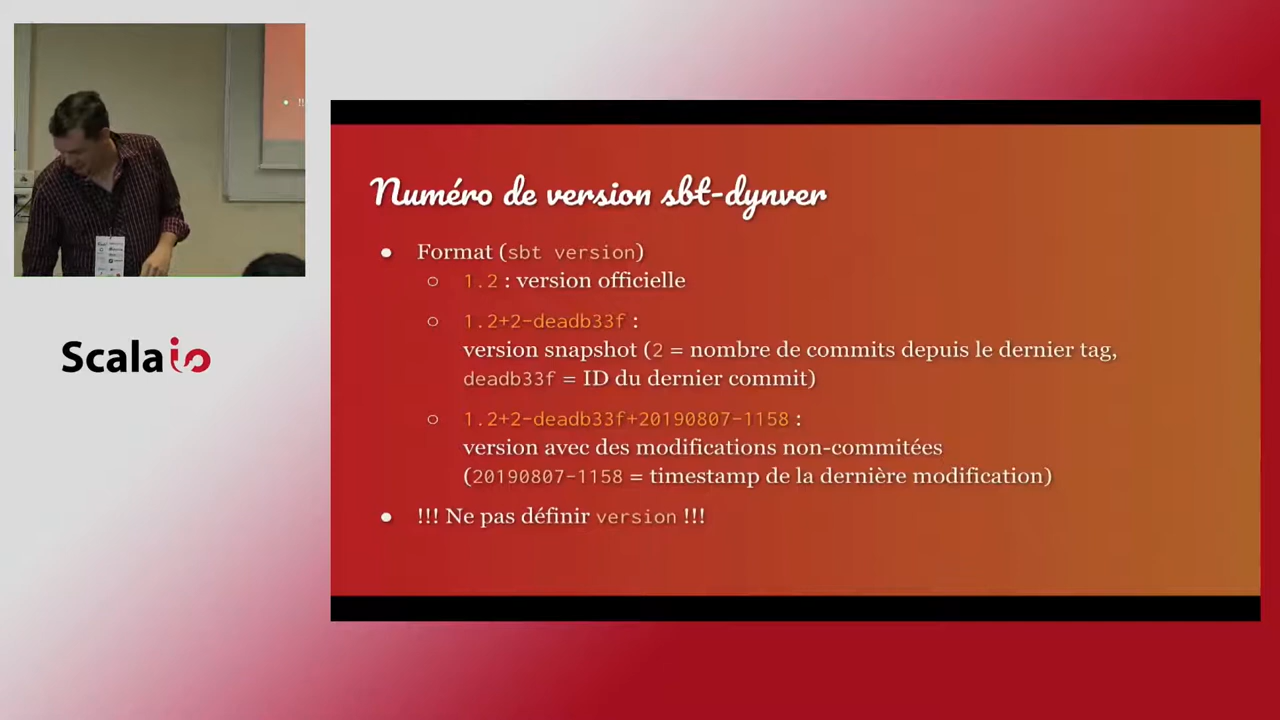 Numéro de version sbt-dynver
● Format (sbt version)
○ 1.2 : version officielle
○ 1.2+2-deadb33f :
version snapshot (2 = nombre de commits depuis le dernier tag,
deadb33f = ID du dernier commit)
○ 1.2+2-deadb33f+20190807-1158 :
version avec des modifications non-commitées
(20190807-1158 = timestamp de la dernière modification)
● !!! Ne pas définir version !!!
Scala io